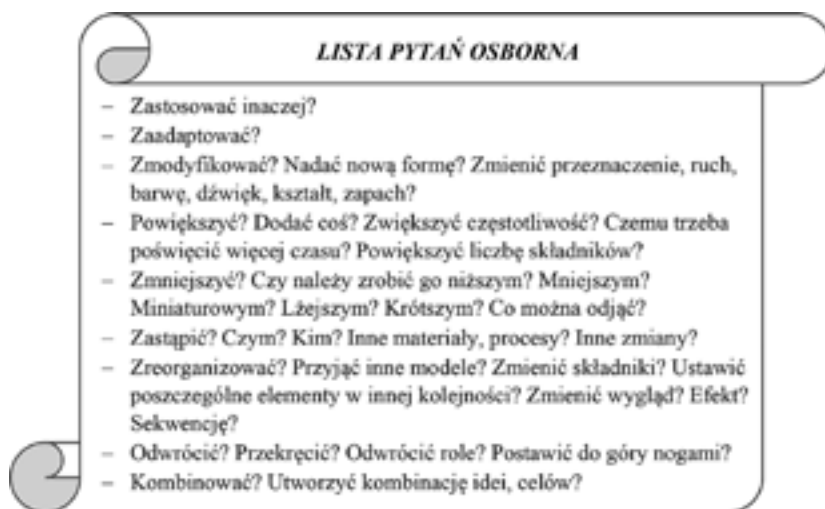 LISTA PYTAŃ OSBORNA
– Zastosować inaczej?
– Zaadaptować?
– Zmodyfikować? Nadać nową formę? Zmienić przeznaczenie, ruch,
barwę, dźwięk, kształt, zapach?
– Powiększyć? Dodać coś? Zwiększyć częstotliwość? Czemu trzeba
poświęcić więcej czasu? Powiększyć liczbę składników?
– Zmniejszyć? Czy należy zrobić go niższym? Mniejszym?
Miniaturowym? Lżejszym? Krótszym? Co można odjąć?
– Zastąpić? Czym? Kim? Inne materiały, procesy? Inne zmiany?
– Zreorganizować? Przyjąć inne modele? Zmienić składniki? Ustawić
poszczególne elementy w innej kolejności? Zmienić wygląd? Efekt?
Sekwencję?
– Odwrócić? Przekręcić? Odwrócić role? Postawić do góry nogami?
– Kombinować? Utworzyć kombinację idei, celów?